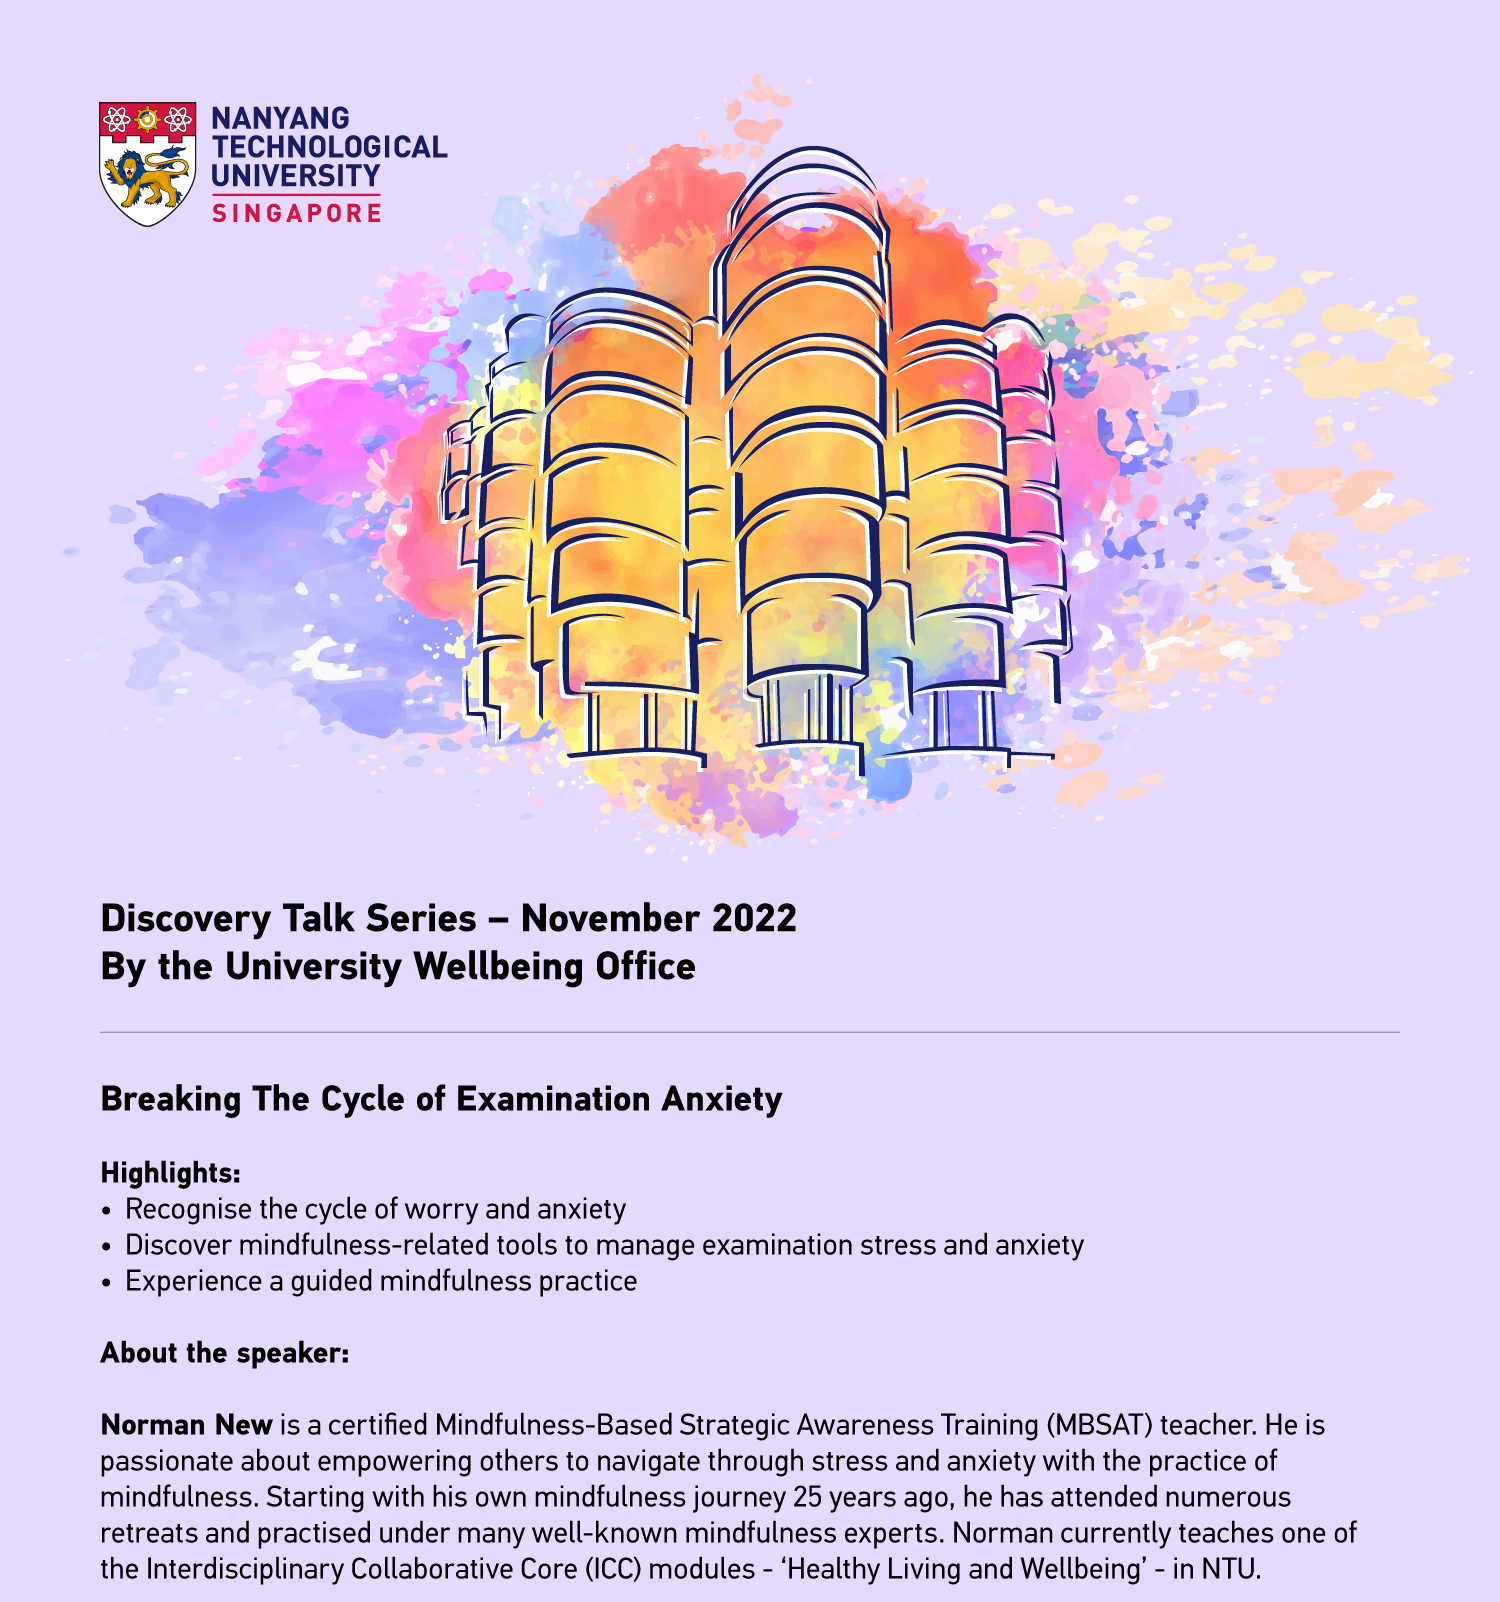 NANYANG
TECHNOLOGICAL
UNIVERSITY
SINGAPORE
Discovery Talk Series – November 2022
By the University Wellbeing Office
Breaking The Cycle of Examination Anxiety
Highlights:
• Recognise the cycle of worry and anxiety
• Discover mindfulness-related tools to manage examination stress and anxiety
• Experience a guided mindfulness practice
About the speaker:
Norman New is a certified Mindfulness-Based Strategic Awareness Training (MBSAT) teacher. He is
passionate about empowering others to navigate through stress and anxiety with the practice of
mindfulness. Starting with his own mindfulness journey 25 years ago, he has attended numerous
retreats and practised under many well-known mindfulness experts. Norman currently teaches one of
the Interdisciplinary Collaborative Core (ICC) modules - ‘Healthy Living and Wellbeing’ - in NTU.